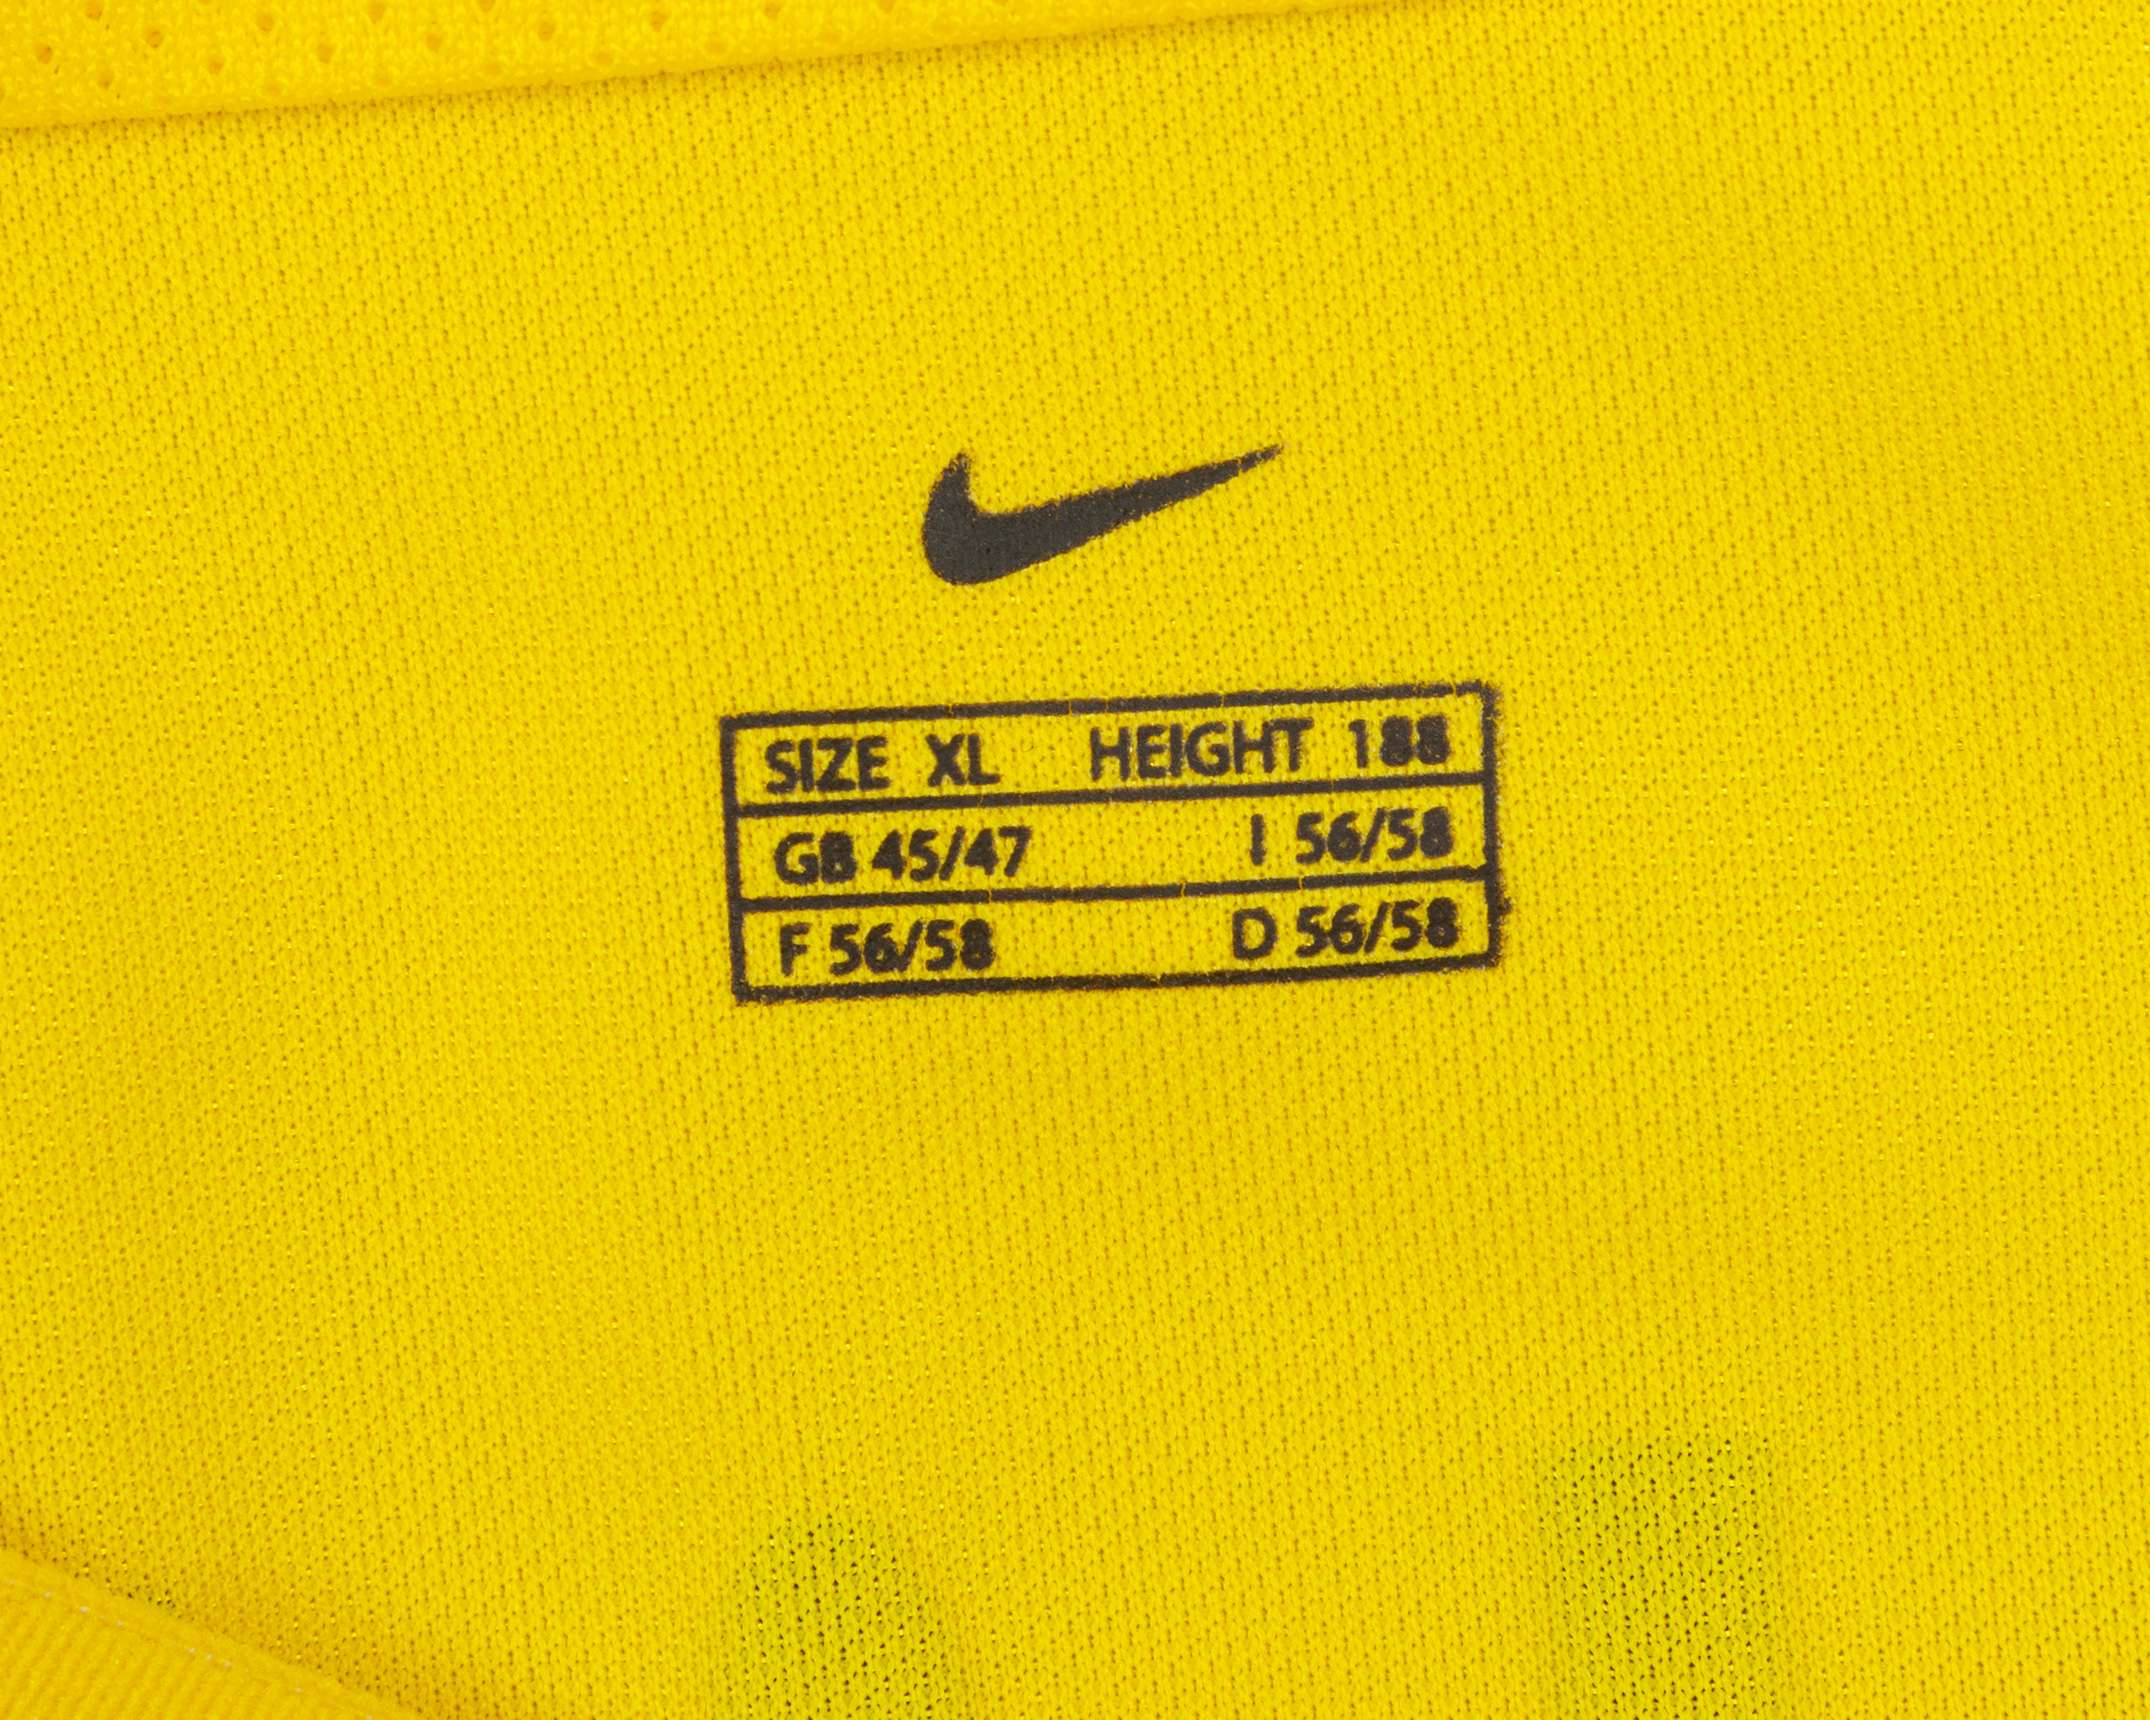 SIZE XL HEIGHT 188
GB 45/47 I 56/58
F 56/58 D 56/58